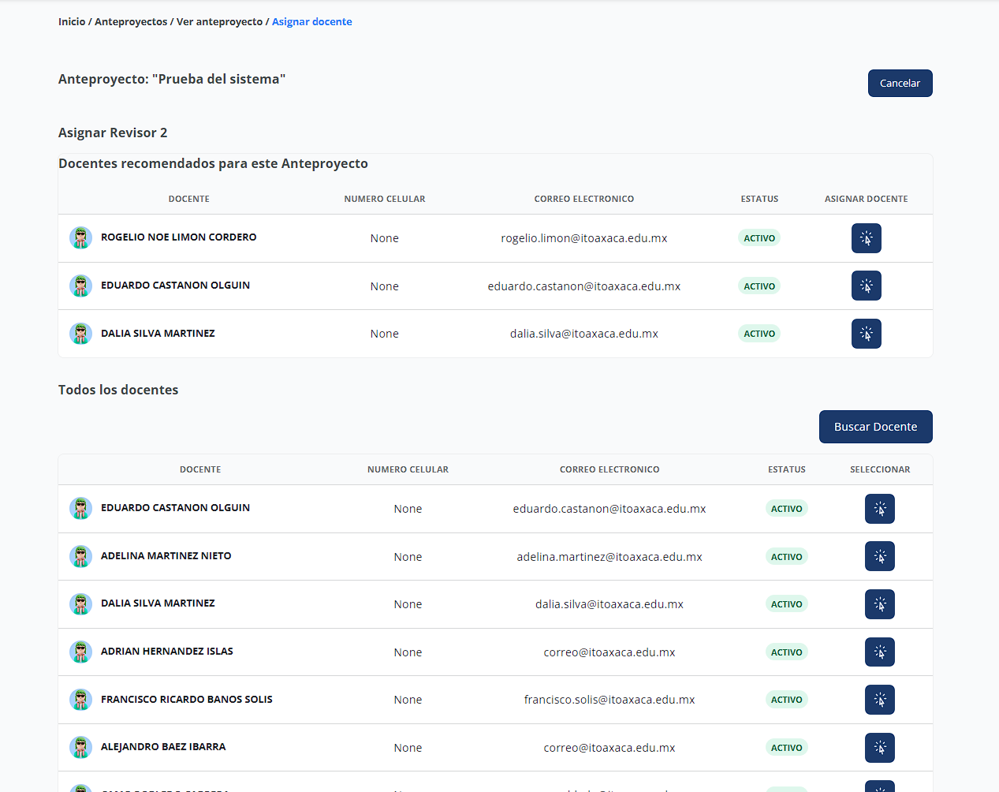 Inicio / Anteproyectos / Ver anteproyecto / Asignar docente
Anteproyecto: "Prueba del sistema"
Cancelar
Asignar Revisor 2
Docentes recomendados para este Anteproyecto
DOCENTE NUMERO CELULAR CORREO ELECTRONICO ESTATUS ASIGNAR DOCENTE
ROGELIO NOE LIMON CORDERO None rogelio.limon@itoaxaca.edu.mx ACTIVO
EDUARDO CASTANON OLGUIN None eduardo.castanon@itoaxaca.edu.mx ACTIVO
DALIA SILVA MARTINEZ None dalia.silva@itoaxaca.edu.mx ACTIVO
Todos los docentes
Buscar Docente
DOCENTE NUMERO CELULAR CORREO ELECTRONICO ESTATUS SELECCIONAR
EDUARDO CASTANON OLGUIN None eduardo.castanon@itoaxaca.edu.mx ACTIVO
ADELINA MARTINEZ NIETO None adelina.martinez@itoaxaca.edu.mx ACTIVO
DALIA SILVA MARTINEZ None dalia.silva@itoaxaca.edu.mx ACTIVO
ADRIAN HERNANDEZ ISLAS None correo@itoaxaca.edu.mx ACTIVO
FRANCISCO RICARDO BANOS SOLIS None francisco.solis@itoaxaca.edu.mx ACTIVO
ALEJANDRO BAEZ IBARRA None correo@itoaxaca.edu.mx ACTIVO